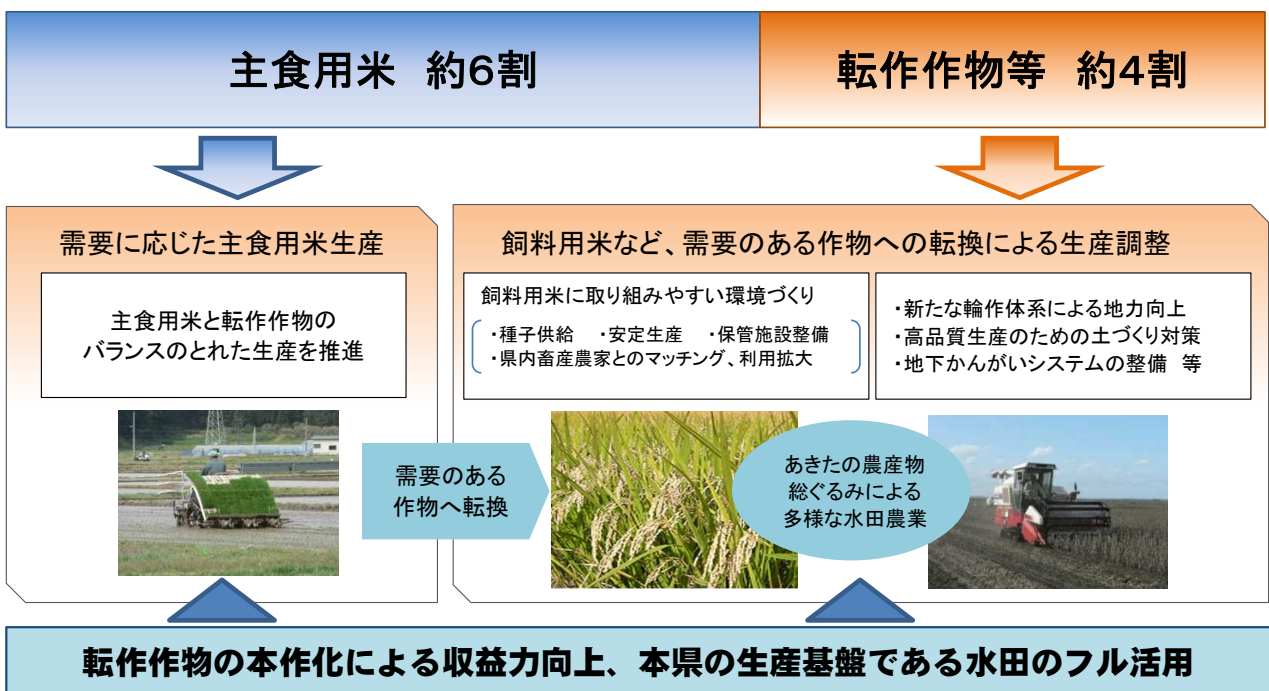 主食用米 約6割
転作作物等 約4割
需要に応じた主食用米生産
主食用米と転作作物の
バランスのとれた生産を推進
飼料用米など、需要のある作物への転換による生産調整
飼料用米に取り組みやすい環境づくり
・種子供給 ・安定生産 ・保管施設整備
・県内畜産農家とのマッチング、利用拡大
・新たな輪作体系による地力向上
・高品質生産のための土づくり対策
・地下かんがいシステムの整備 等
需要のある
作物へ転換
あきたの農産物
総ぐるみによる
多様な水田農業
転作作物の本作化による収益力向上、本県の生産基盤である水田のフル活用